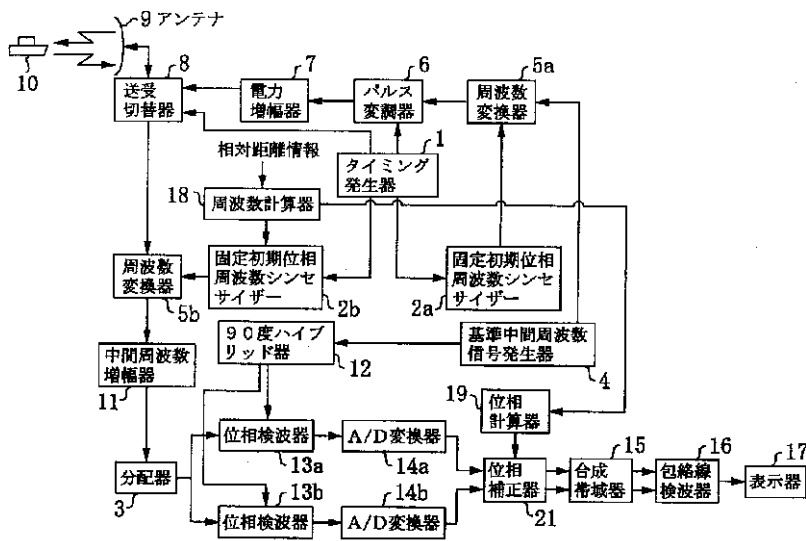 9 アンテナ
10
8
送受
切替器
7
電力
増幅器
6
パルス
変調器
5a
周波数
変換器
1
タイミング
発生器
相対距離情報
18
周波数計算器
周波数
変換器
5b
固定初期位相
周波数シンセ
サイザー
2b
固定初期位相
周波数シンセ
サイザー
2a
90度ハイブ
リッド器
12
基準中間周波数
信号発生器
4
中間周波数
増幅器
11
19
位相
計算器
分配器
3
位相検波器
13a
A/D変換器
14a
13b
位相検波器
14b
A/D変換器
位相
補正器
21
15
合成
帯域器
16
包絡線
検波器
17
表示器